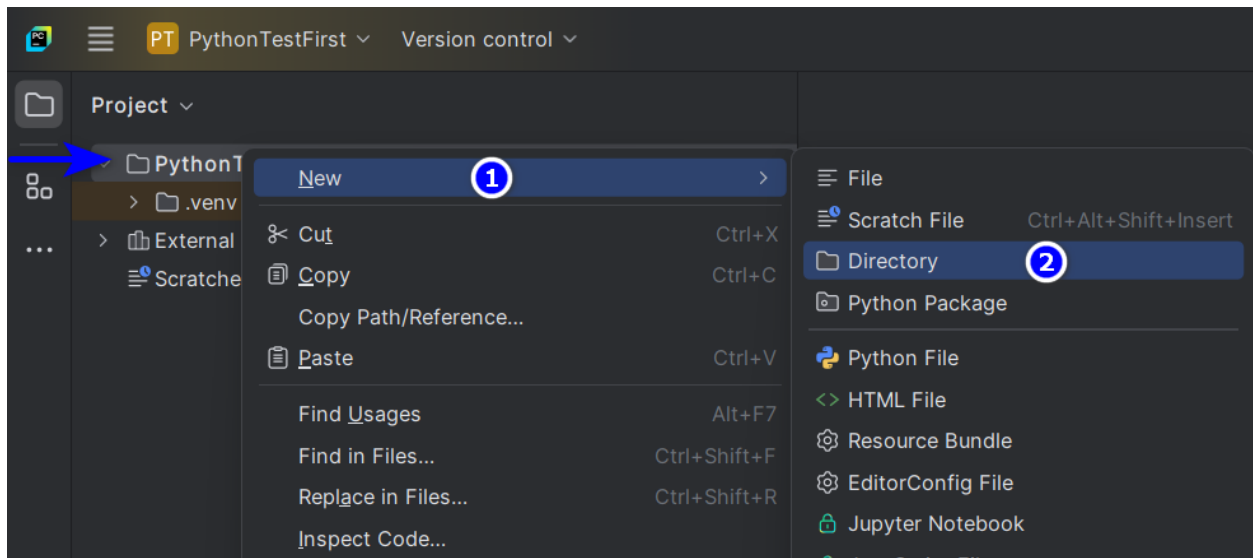 PC
PT PythonTestFirst Version control
Project
PythonT
.venv
External
Scratche
New 1
Cut Ctrl+X
Copy Ctrl+C
Copy Path/Reference...
Paste Ctrl+V
Find Usages Alt+F7
Find in Files... Ctrl+Shift+F
Replace in Files... Ctrl+Shift+R
Inspect Code...
File
Scratch File Ctrl+Alt+Shift+Insert
Directory 2
Python Package
Python File
HTML File
Resource Bundle
EditorConfig File
Jupyter Notebook